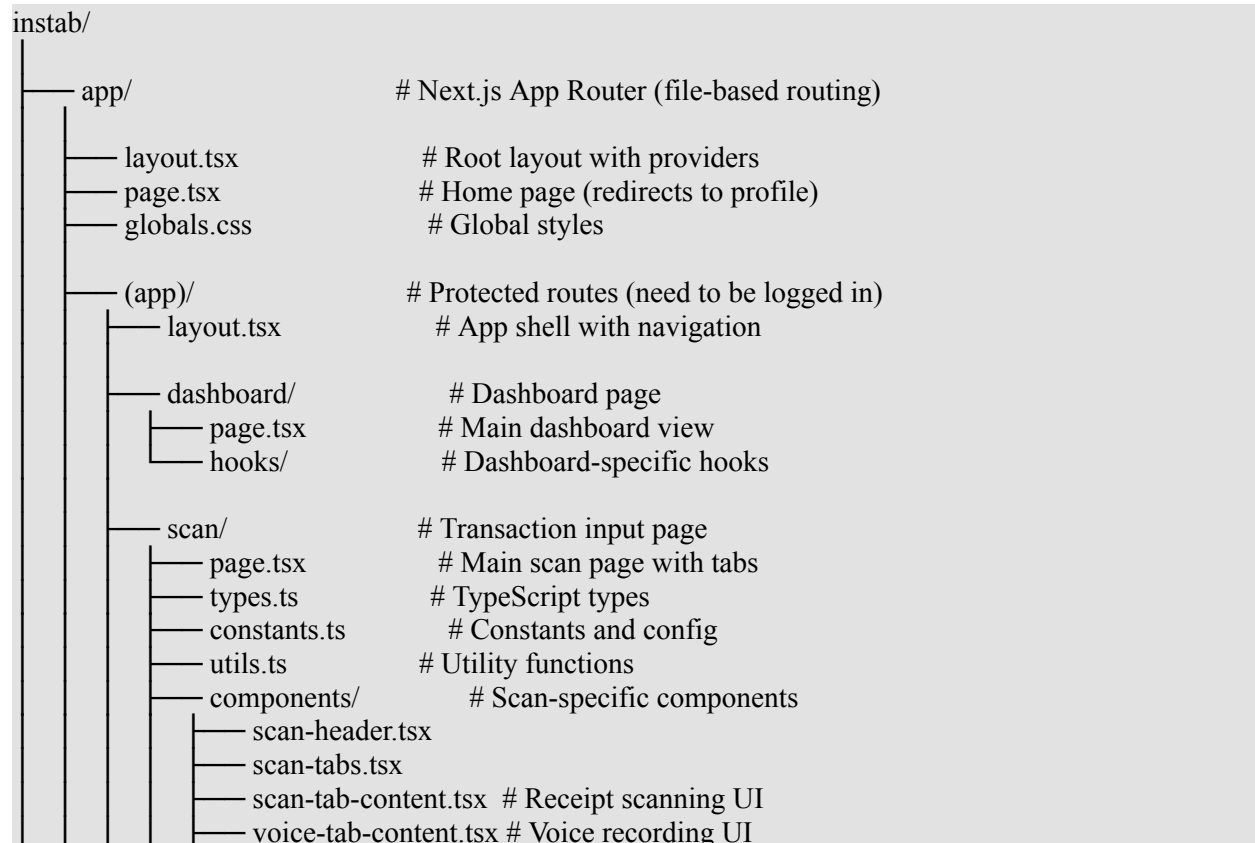 instab/
app/ # Next.js App Router (file-based routing)
layout.tsx # Root layout with providers
page.tsx # Home page (redirects to profile)
globals.css # Global styles
(app)/ # Protected routes (need to be logged in)
layout.tsx # App shell with navigation
dashboard/ # Dashboard page
page.tsx # Main dashboard view
hooks/ # Dashboard-specific hooks
scan/ # Transaction input page
page.tsx # Main scan page with tabs
types.ts # TypeScript types
constants.ts # Constants and config
utils.ts # Utility functions
components/ # Scan-specific components
scan-header.tsx
scan-tabs.tsx
scan-tab-content.tsx # Receipt scanning UI
voice-tab-content.tsx # Voice recording UI